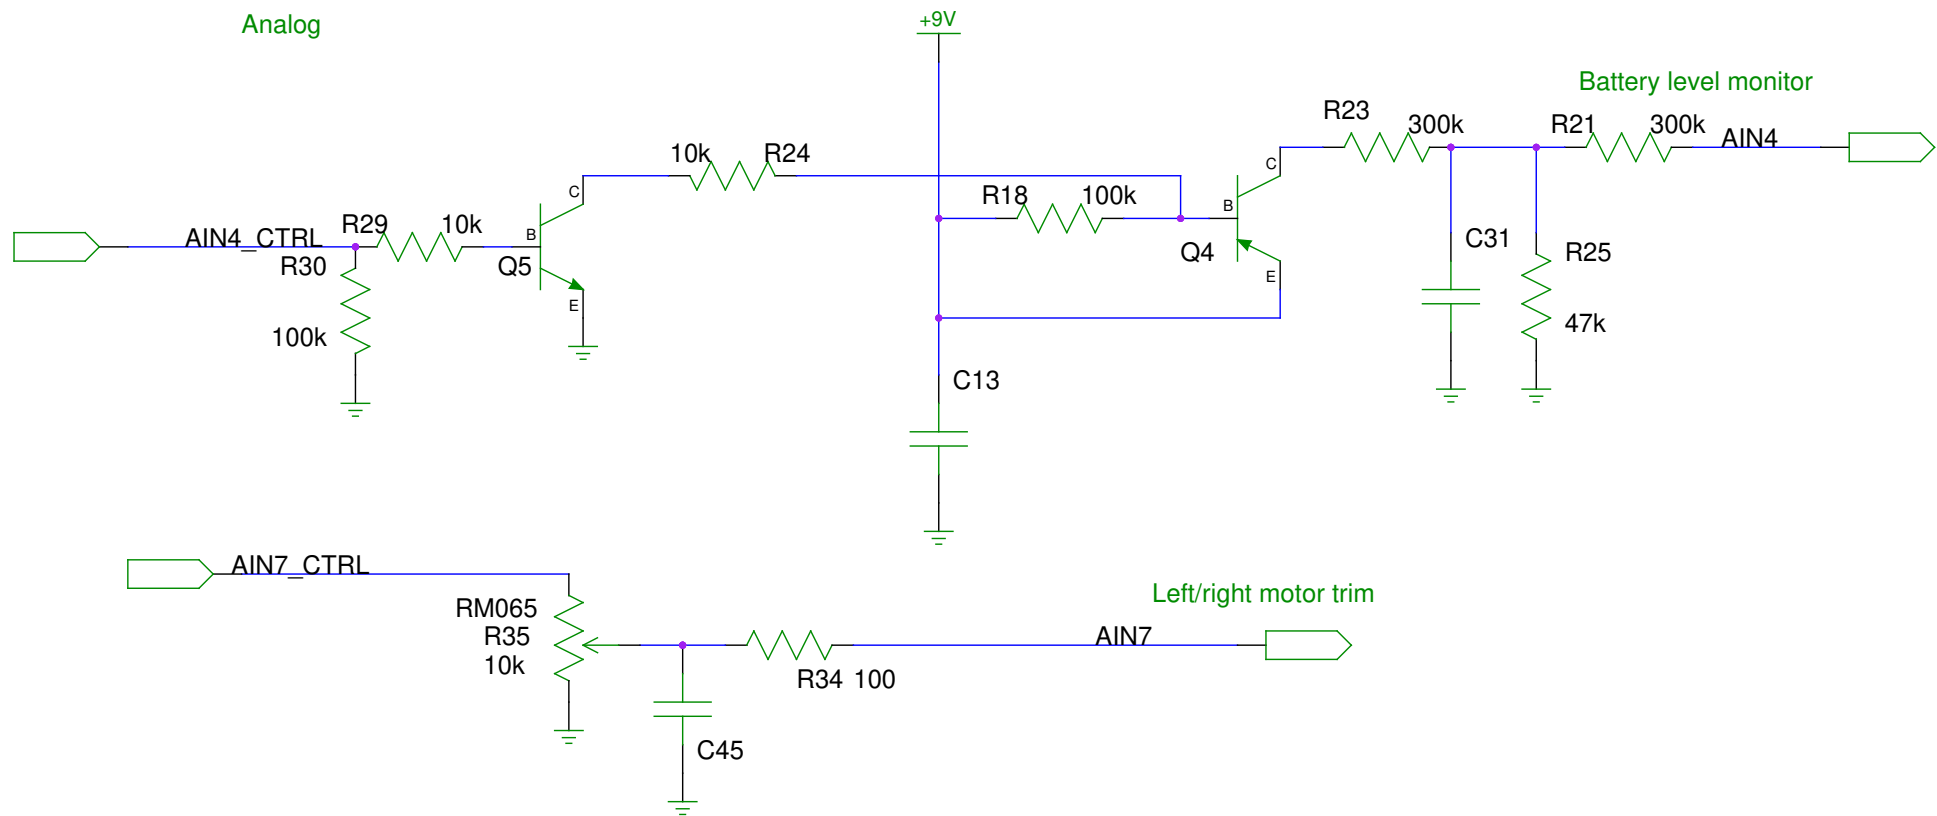 Analog
+9V
Battery level monitor
R23
300k
R21
300k
AIN4
10k
R24
C
C
R18
100k
B
R29
10k
AIN4_CTRL
B
Q5
R30
E
Q4
E
C31
R25
100k
47k
C13
AIN7_CTRL
RM065
R35
10k
Left/right motor trim
AIN7
R34 100
C45